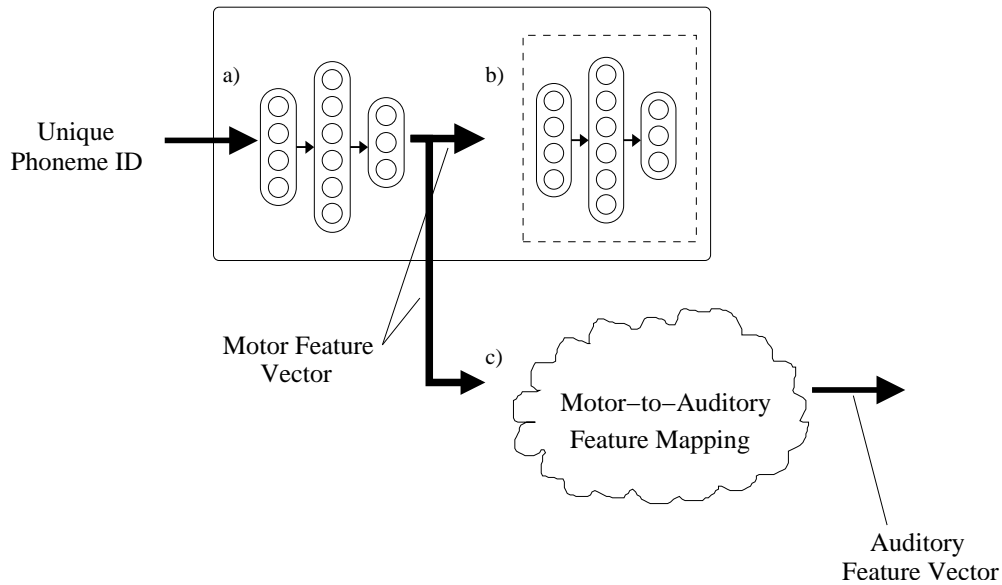 a)
b)
Unique
Phoneme ID
Motor Feature
Vector
c)
Motor−to−Auditory
Feature Mapping
Auditory
Feature Vector